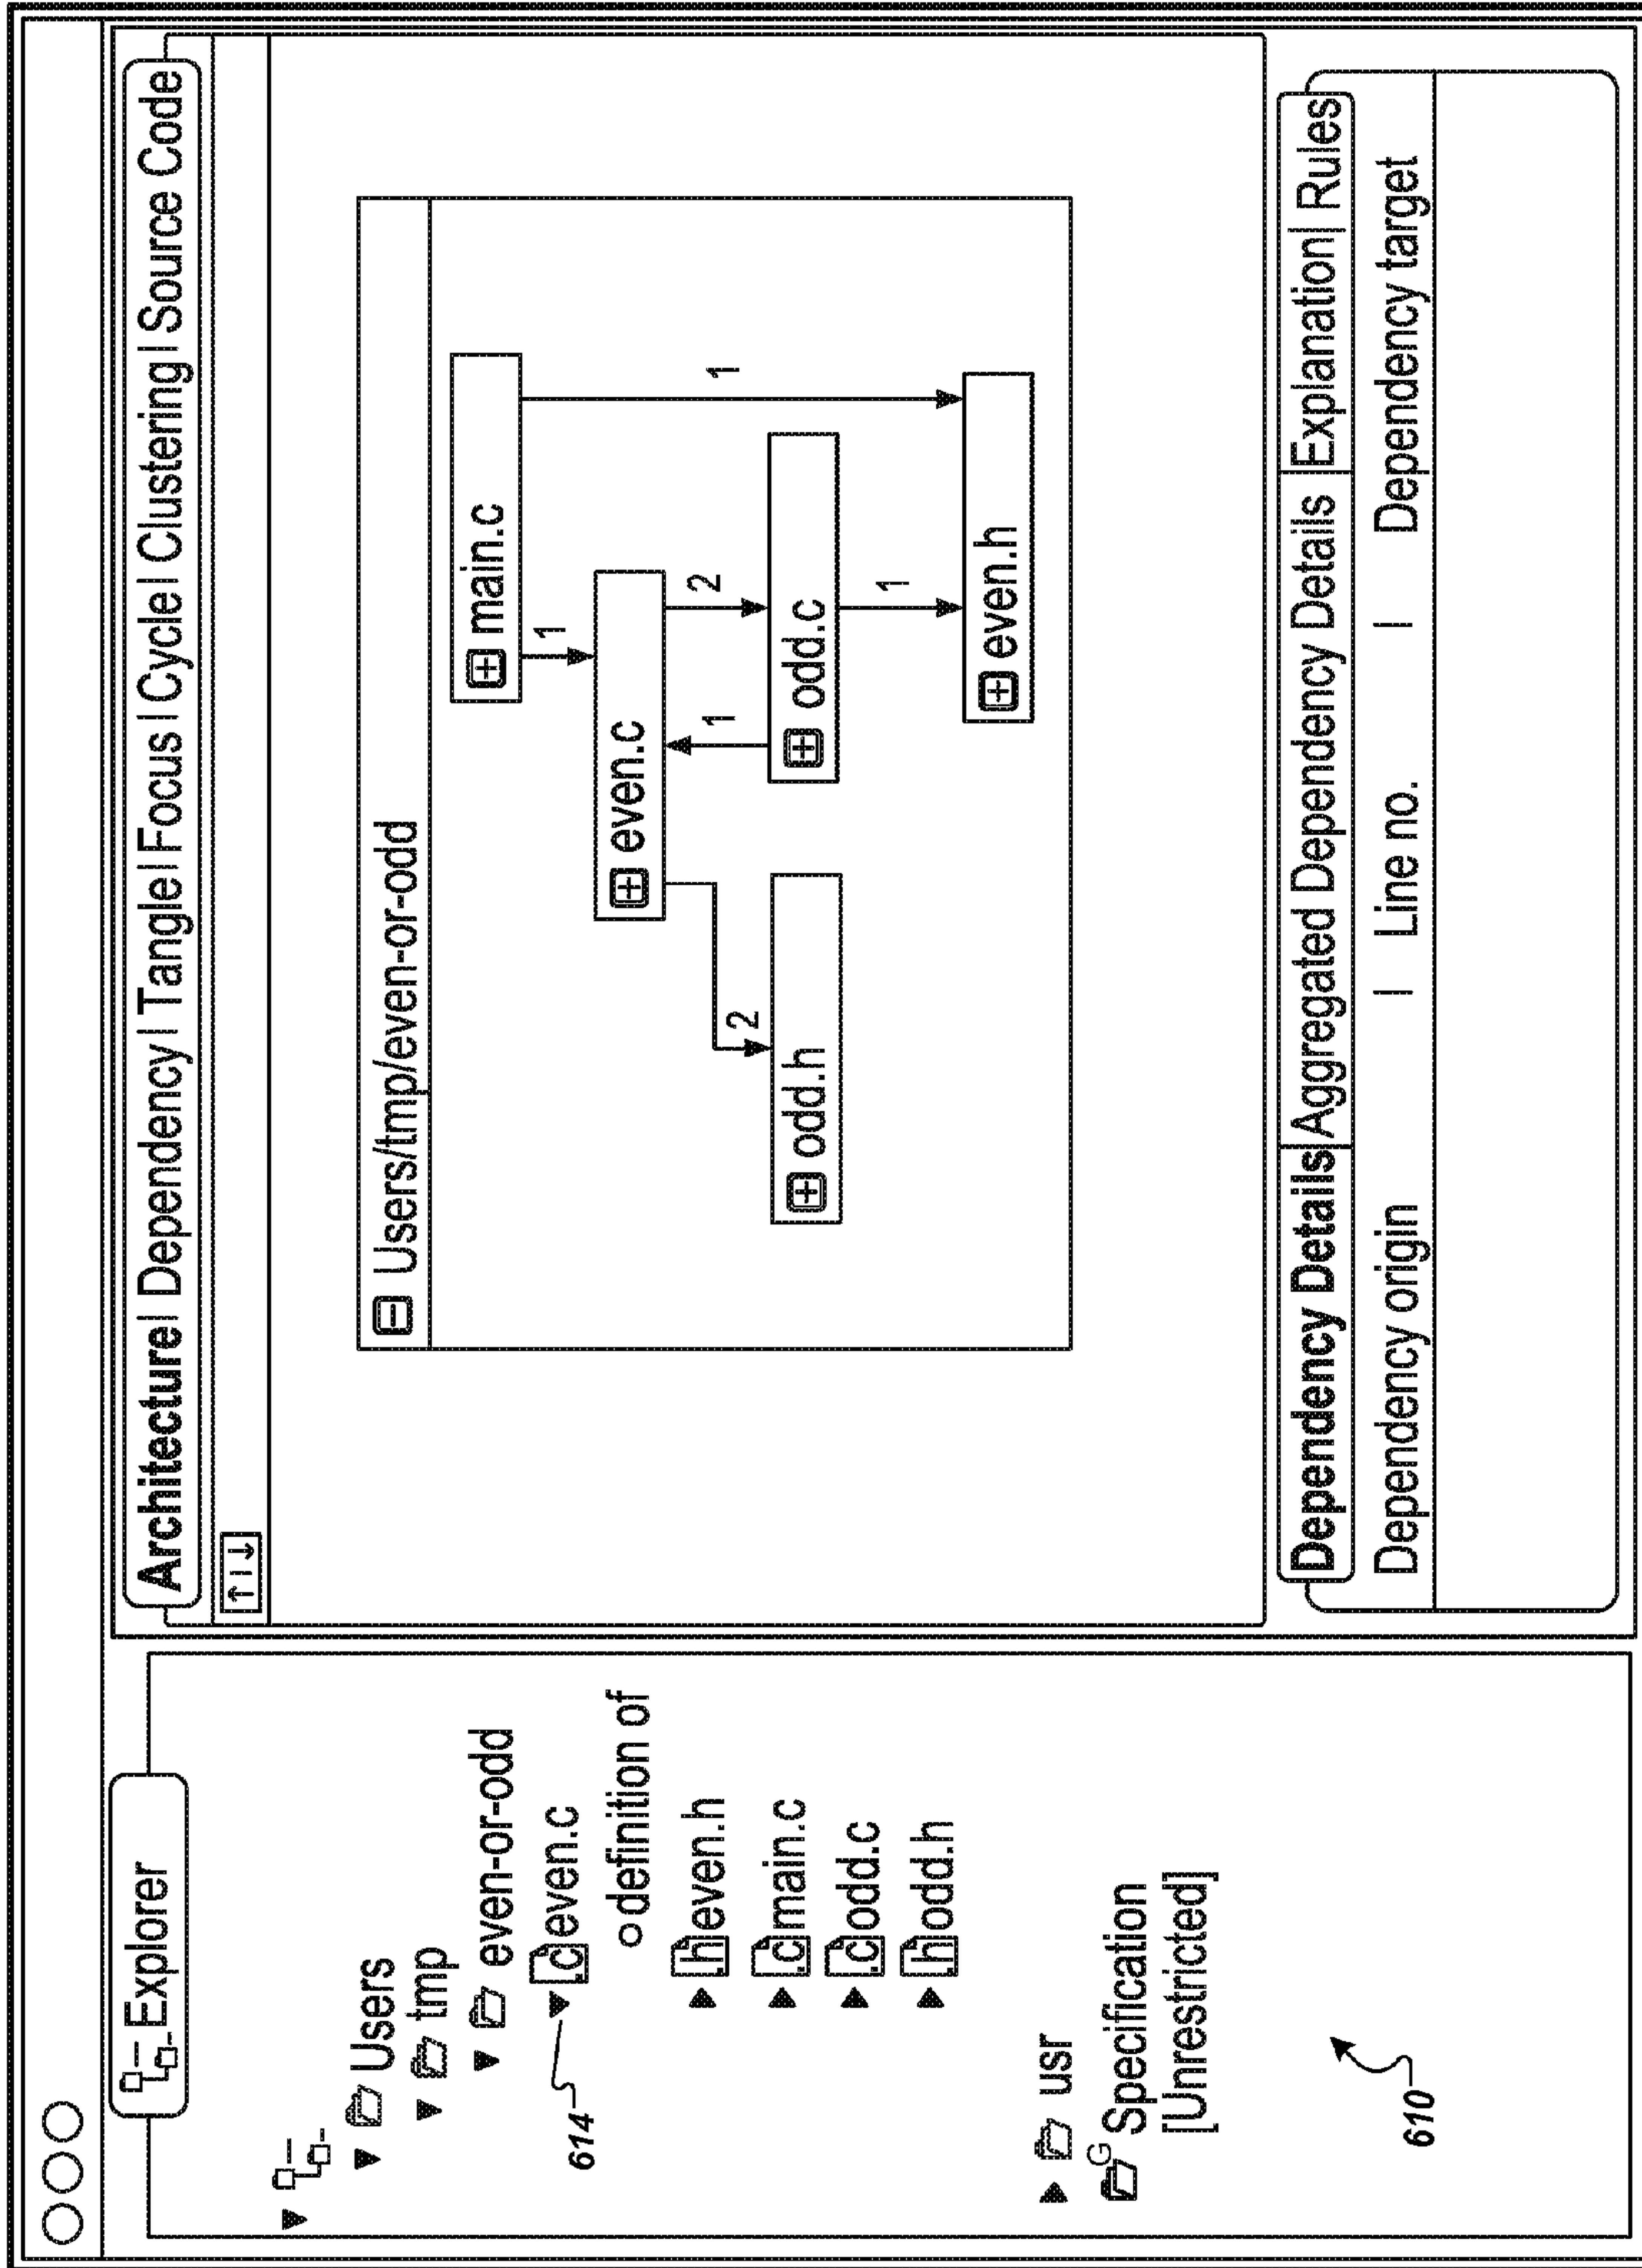 Explorer
Users
tmp
even-or-odd
.c even.c
definition of
.h even.h
.c main.c
.c odd.c
.h odd.h
usr
G
Specification
[Unrestricted]
614
610
Architecture | Dependency | Tangle | Focus | Cycle | Clustering | Source Code
Users/tmp/even-or-odd
main.c
1
1
even.c
2
1
2
odd.h
odd.c
1
even.h
Dependency Details | Aggregated Dependency Details | Explanation | Rules
Dependency origin | Line no. | Dependency target